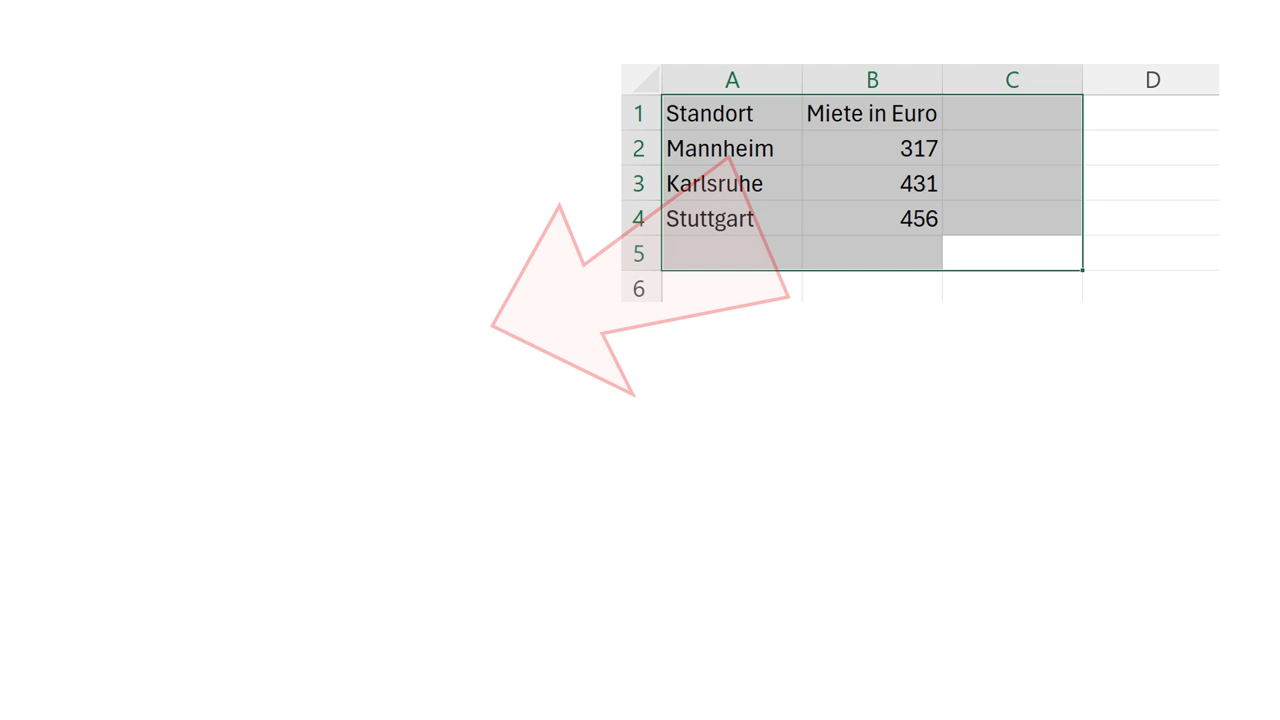 A B C D
1 Standort Miete in Euro
2 Mannheim 317
3 Karlsruhe 431
4 Stuttgart 456
5
6